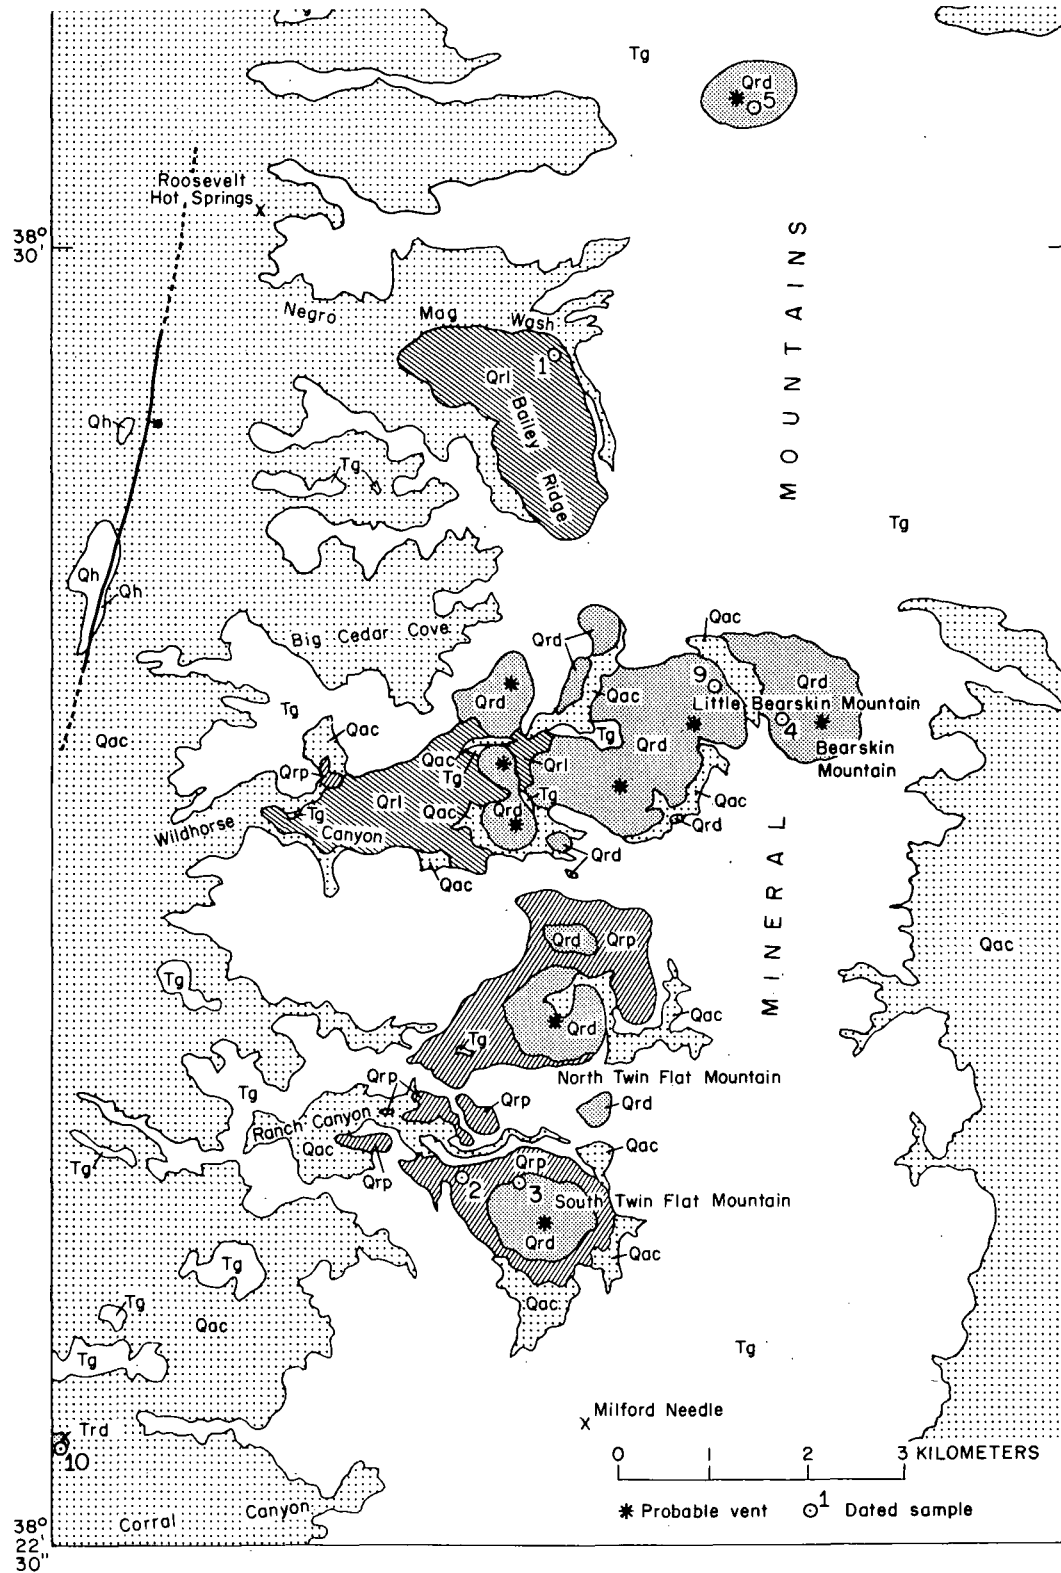 Tg
Qrd
5
Roosevelt
Hot Springs
x
38°
30'
MOUNTAINS
Negro Mag Wash
1
Qrl
Bailey Ridge
Qh
Tg
Tg
Qh
Qh
Big Cedar Cove
Qac
Qrd
9
Qrd
Qac
Qrd
Little Bearskin Mountain
Tg
Qac
4
Tg
Qrd
Bearskin
Mountain
Qac
Qac
Tg
Qrl
Qrp
Qrl
Tg
Qac
Qac
Tg
Qrd
Wildhorse Canyon
Qrd
Qac
Qrd
MINERAL
Qrd
Qrp
Qac
Tg
Qac
Qrd
Tg
North Twin Flat Mountain
Qrp
Tg
Qrp
Qrd
Ranch Canyon
Qac
Qac
Tg
Qrp
Qrp
2
3
South Twin Flat Mountain
Qrd
Qac
Tg
Qac
Tg
Qac
Tg
Tg
Milford Needle
x
Trd
10
0 1 2 3 KILOMETERS
Canyon
Corral
Probable vent
1 Dated sample
38°
22'
30"